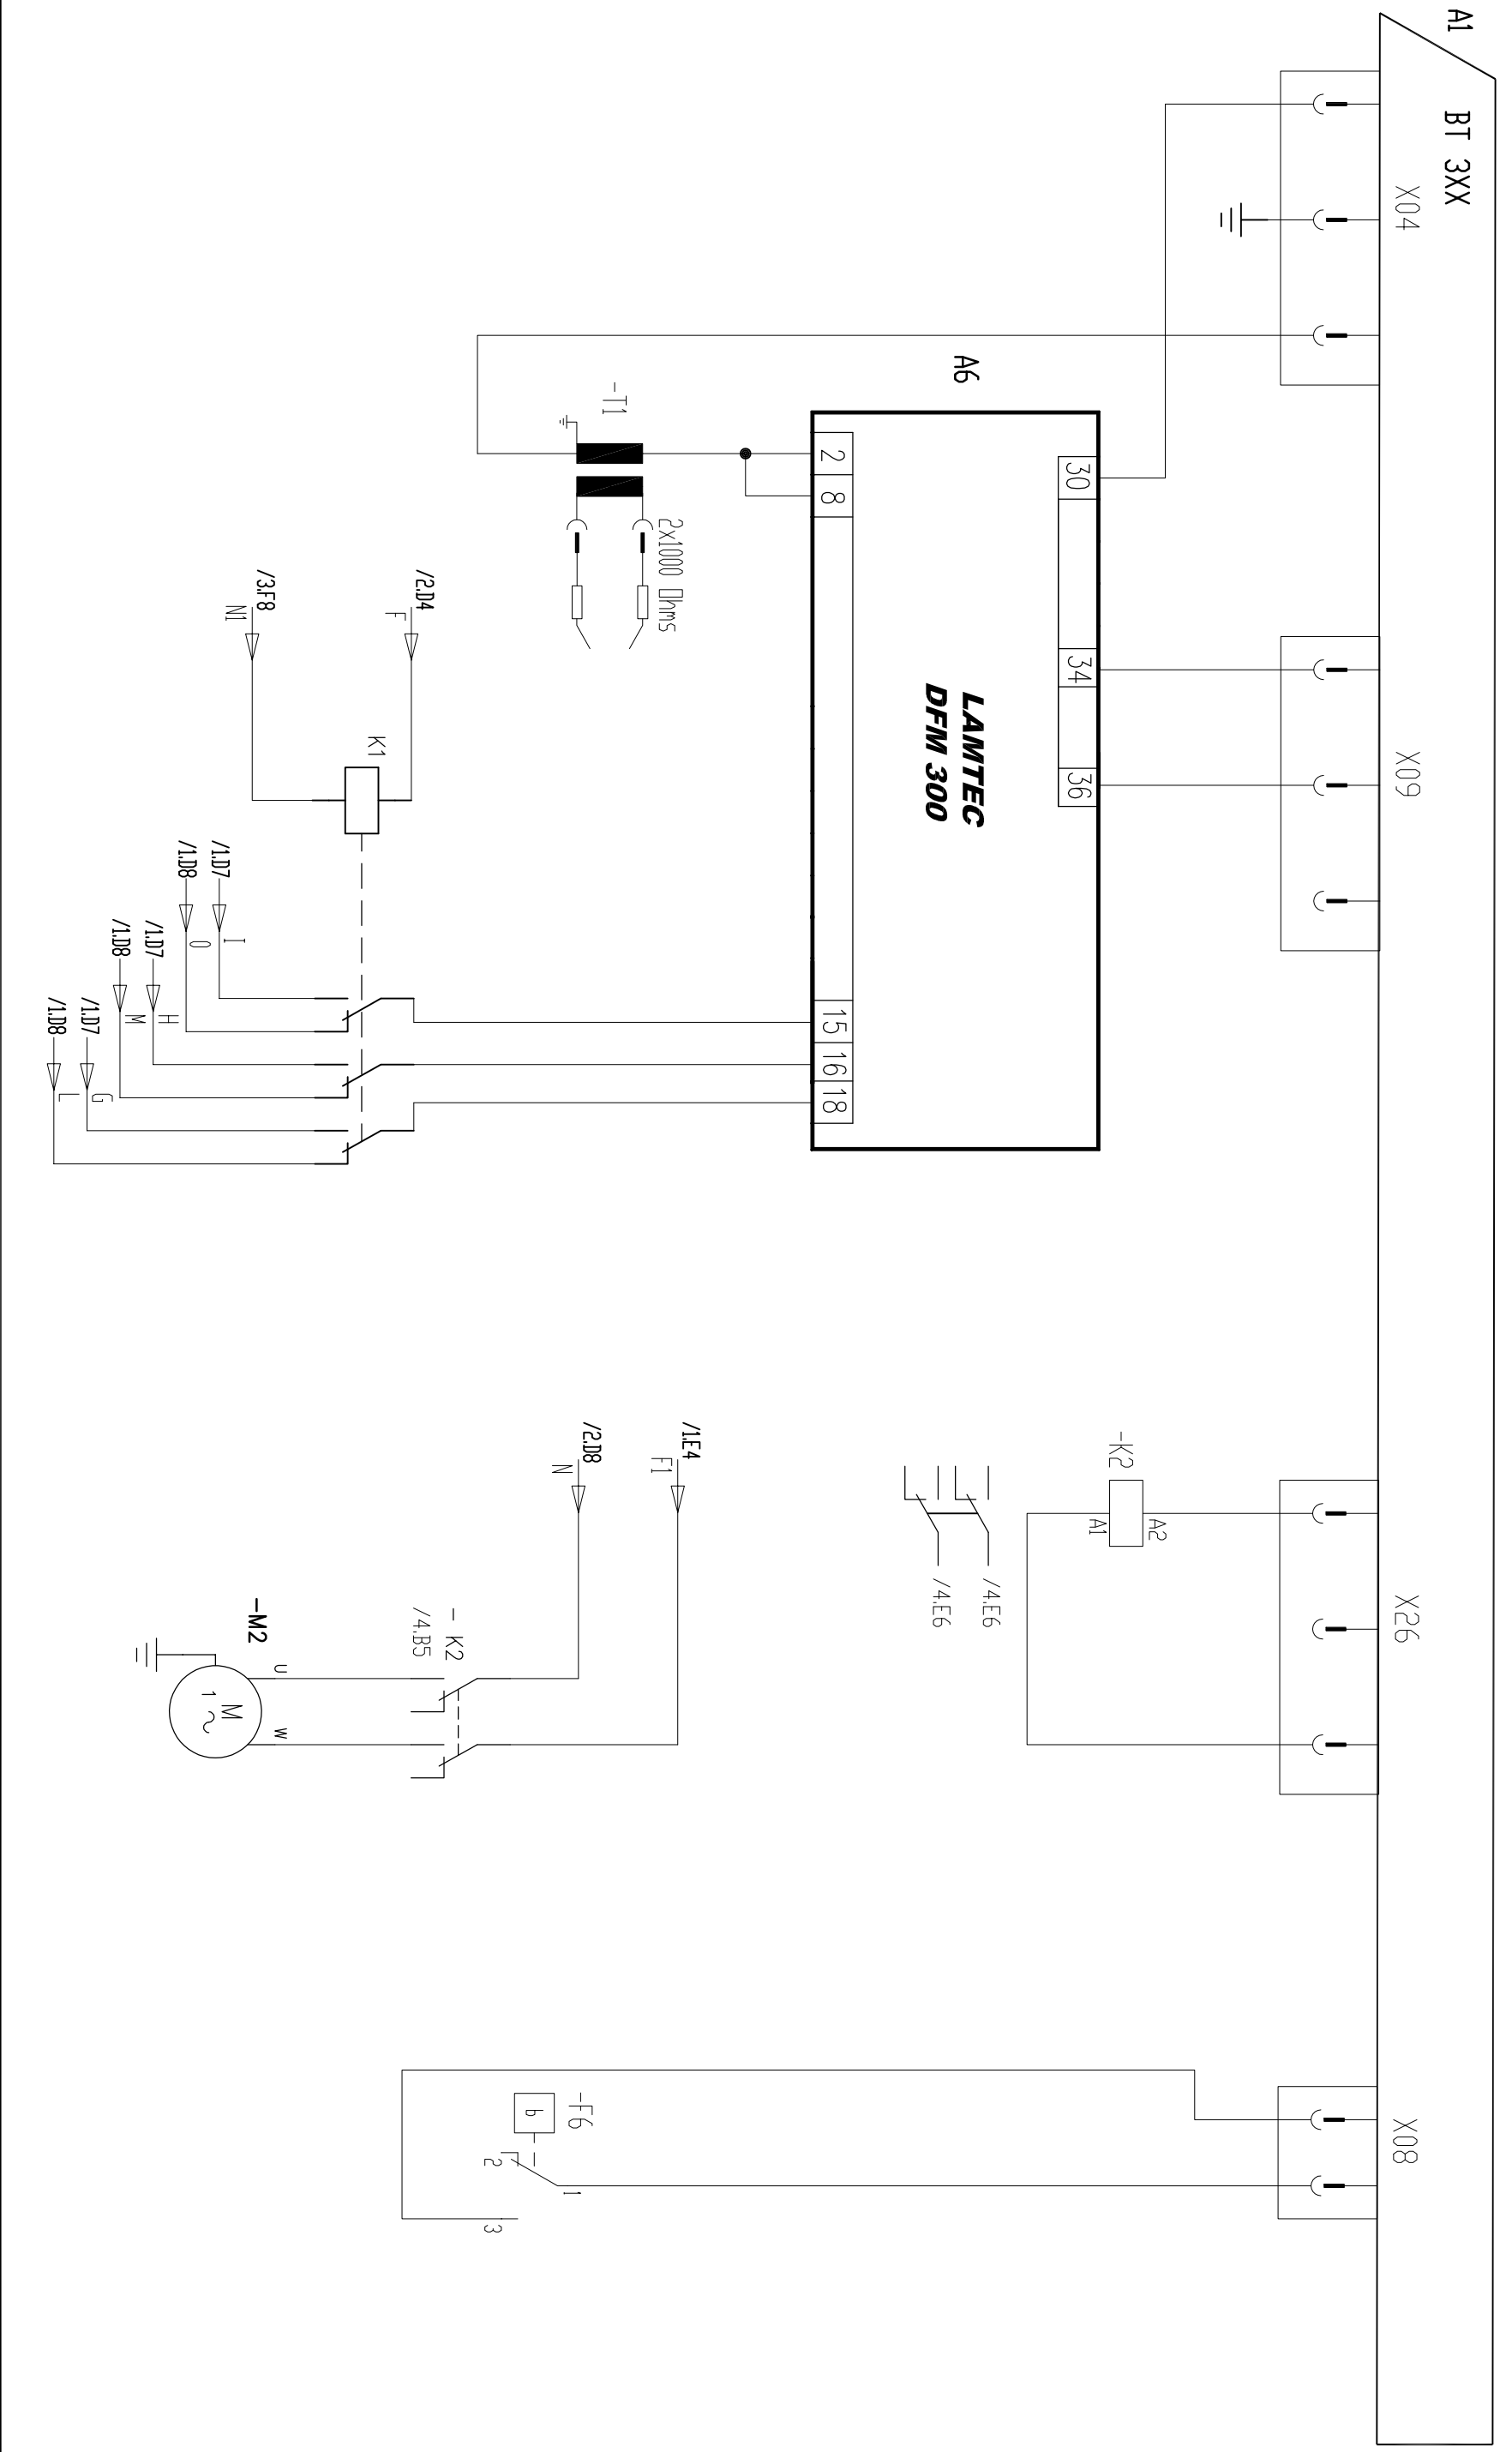 A1
BT 3XX
X04
X09
X26
X08
A6
30
34
36
LAMTEC
DFM 300
2
8
15
16
18
-T1
2x1000 Ohms
/2.D4
F
/3.F8
N1
K1
/1.D7
I
/1.D8
O
/1.D7
H
/1.D8
M
/1.D7
G
/1.D8
L
-K2
A2
A1
/4.E6
/4.E6
/1.E4
F1
/2.D8
N
- K2
/4.B5
-M2
U
W
M
1 ~
-F6
b
1
2
3